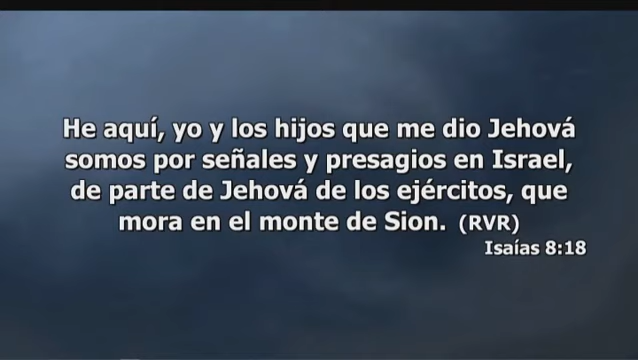 He aquí, yo y los hijos que me dio Jehová
somos por señales y presagios en Israel,
de parte de Jehová de los ejércitos, que
mora en el monte de Sion. (RVR)
Isaías 8:18